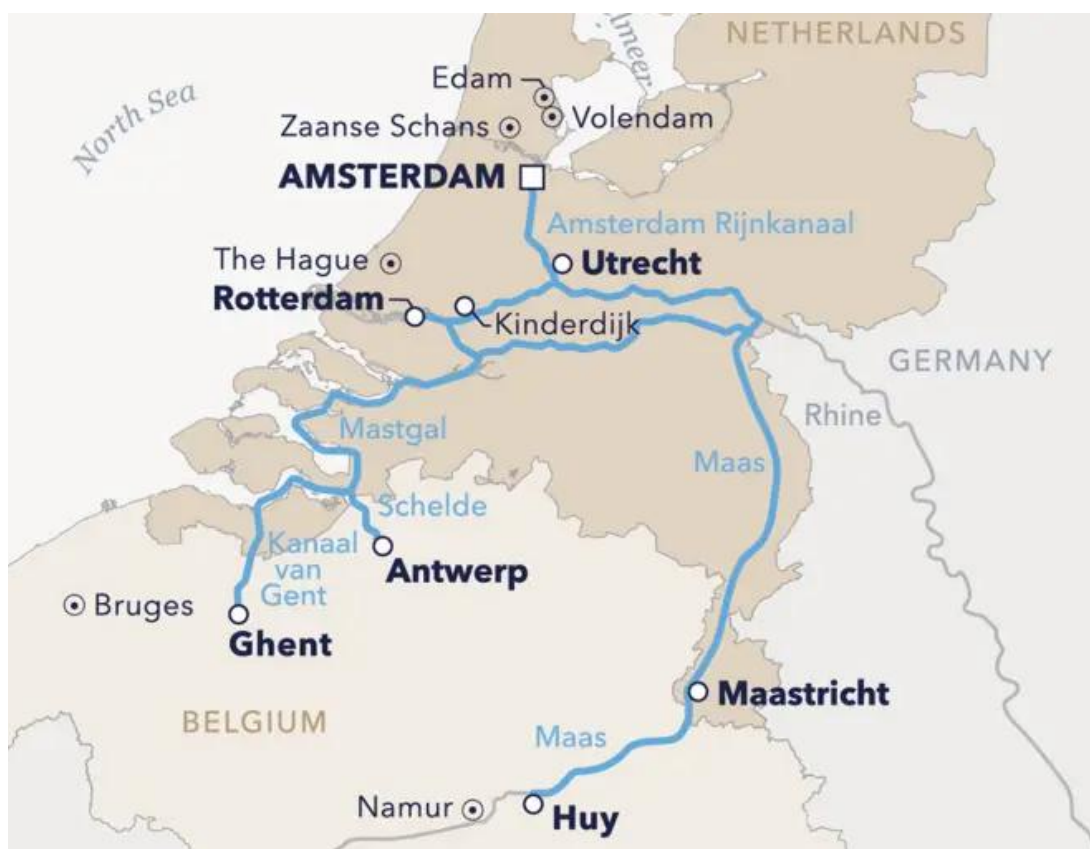 NETHERLANDS
North Sea
lmeer
Edam
Volendam
Zaanse Schans
AMSTERDAM
Amsterdam Rijnkanaal
The Hague
Utrecht
Rotterdam
Kinderdijk
GERMANY
Rhine
Mastgal
Maas
Schelde
Kanaal
van
Gent
Antwerp
Bruges
Ghent
Maastricht
BELGIUM
Maas
Namur
Huy